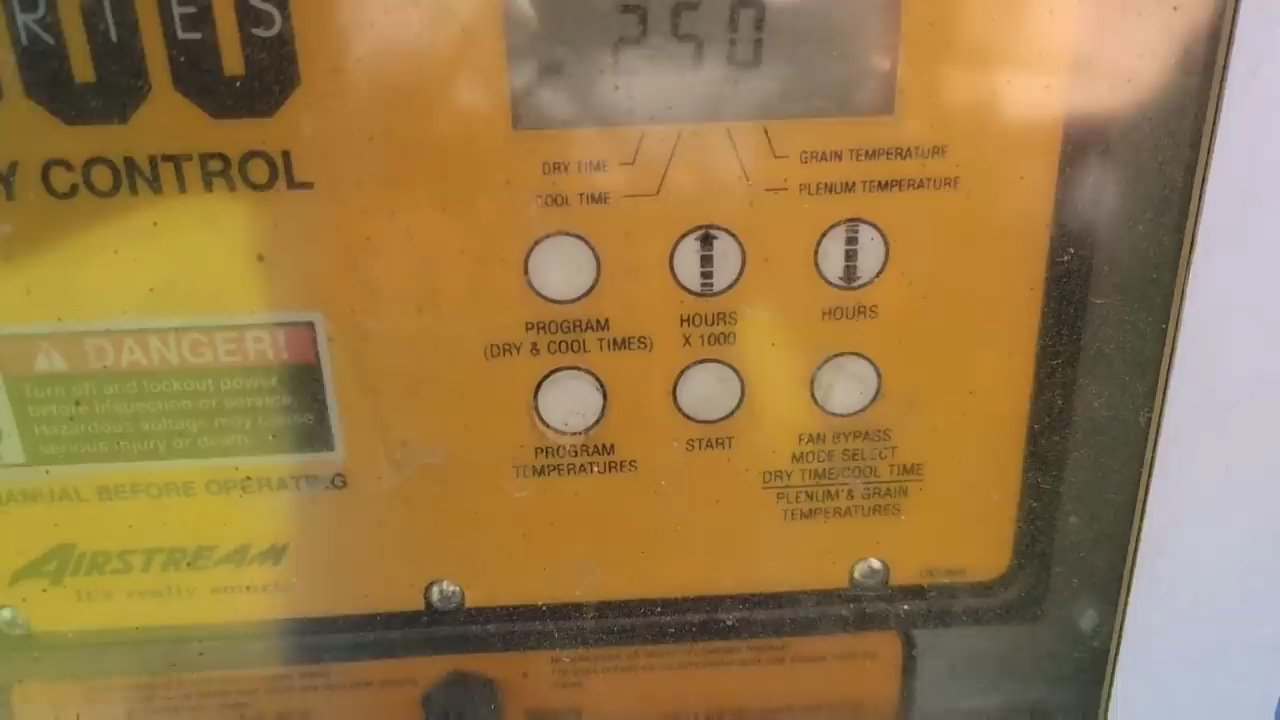 RIES
250
Y CONTROL
DRY TIME
COOL TIME
GRAIN TEMPERATURE
PLENUM TEMPERATURE
PROGRAM
(DRY & COOL TIMES)
HOURS
X 1000
HOURS
PROGRAM
TEMPERATURES
START
FAN BYPASS
MODE SELECT
DRY TIME/COOL TIME
PLENUM & GRAIN
TEMPERATURES
DANGER!
Turn off and lockout power
before inspection or service.
Hazardous voltage may cause
serious injury or death.
MANUAL BEFORE OPERATING
AIRSTREAM
It's really